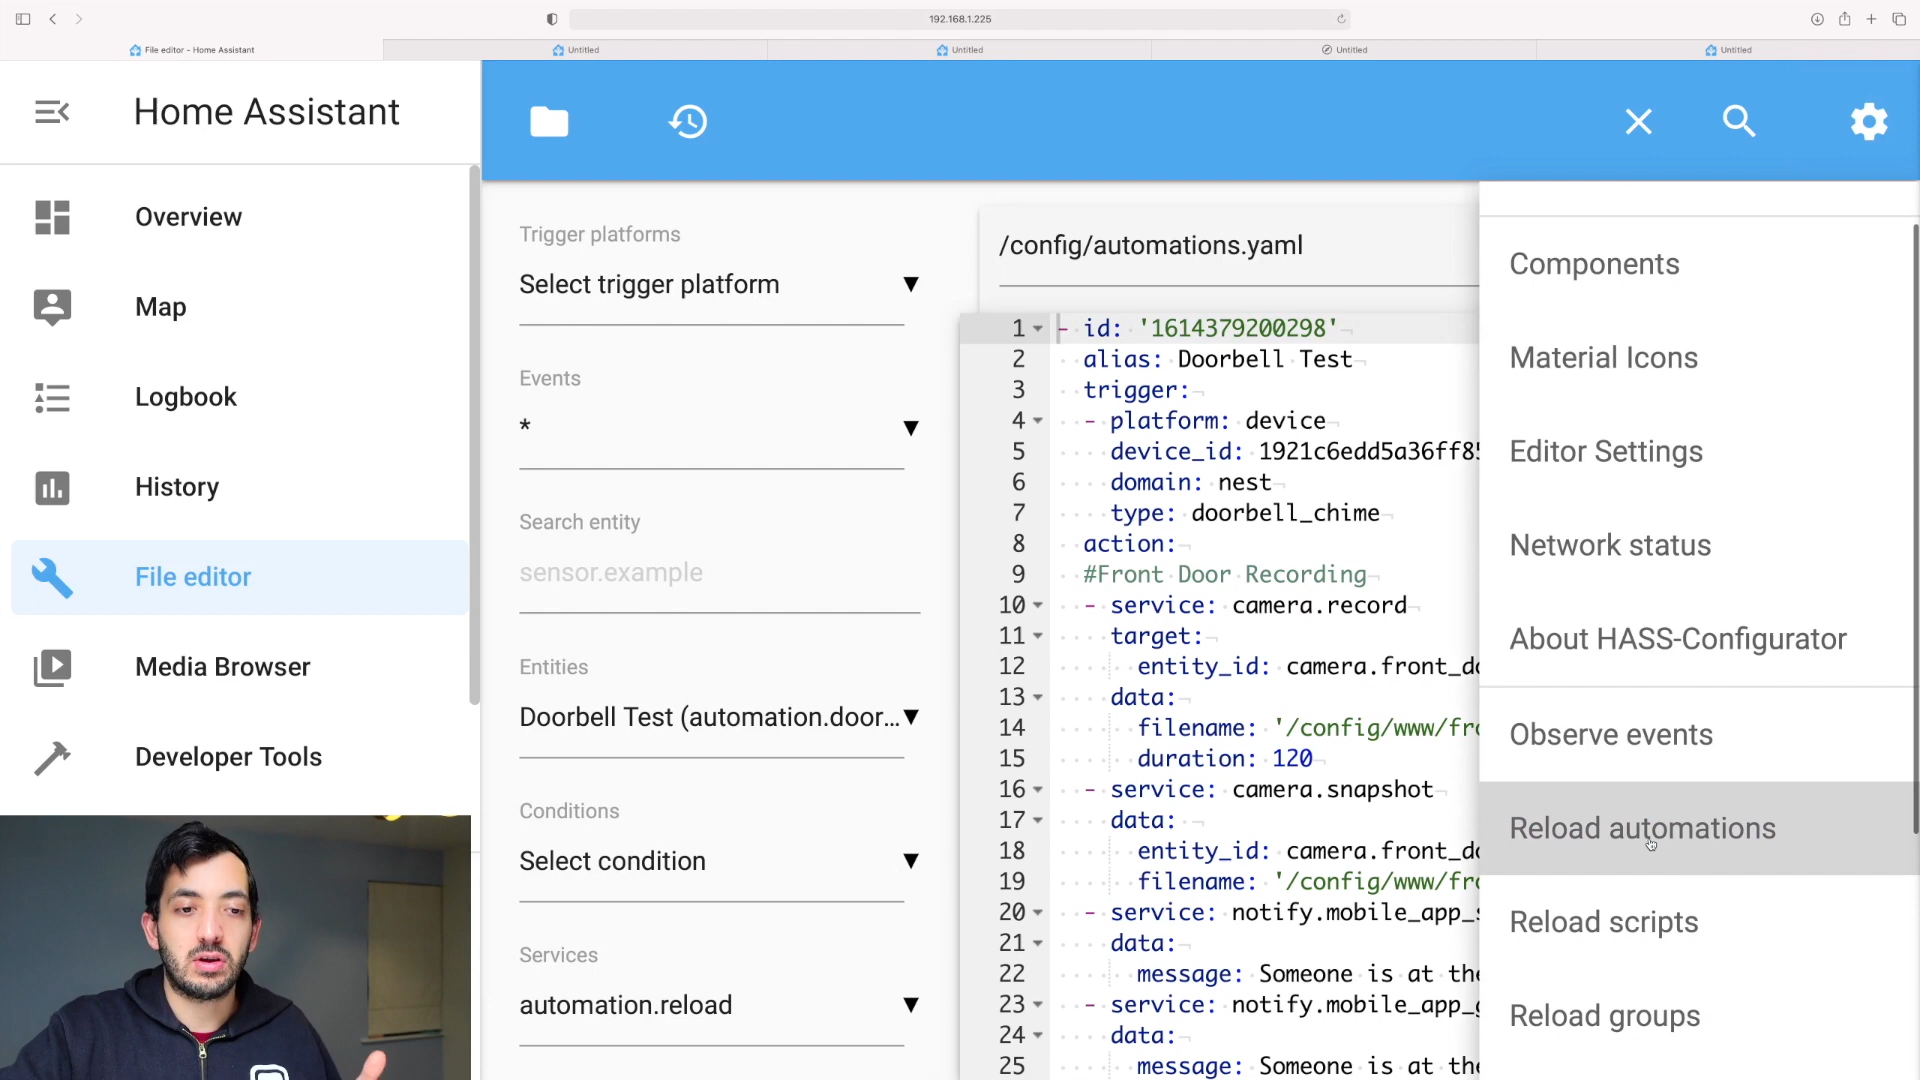 192.168.1.225
File editor - Home Assistant
Untitled
Untitled
Untitled
Untitled
Home Assistant
Overview
Map
Logbook
History
File editor
Media Browser
Developer Tools
Trigger platforms
Select trigger platform
Events
*
Search entity
sensor.example
Entities
Doorbell Test (automation.door...
Conditions
Select condition
Services
automation.reload
/config/automations.yaml
1 - id: '1614379200298'
2 alias: Doorbell Test
3 trigger:
4 - platform: device
5 device_id: 1921c6edd5a36ff85
6 domain: nest
7 type: doorbell_chime
8 action:
9 #Front Door Recording
10 - service: camera.record
11 target:
12 entity_id: camera.front_do
13 data:
14 filename: '/config/www/fro
15 duration: 120
16 - service: camera.snapshot
17 data:
18 entity_id: camera.front_do
19 filename: '/config/www/fro
20 - service: notify.mobile_app_s
21 data:
22 message: Someone is at the
23 - service: notify.mobile_app_g
24 data:
25 message: Someone is at the
Components
Material Icons
Editor Settings
Network status
About HASS-Configurator
Observe events
Reload automations
Reload scripts
Reload groups